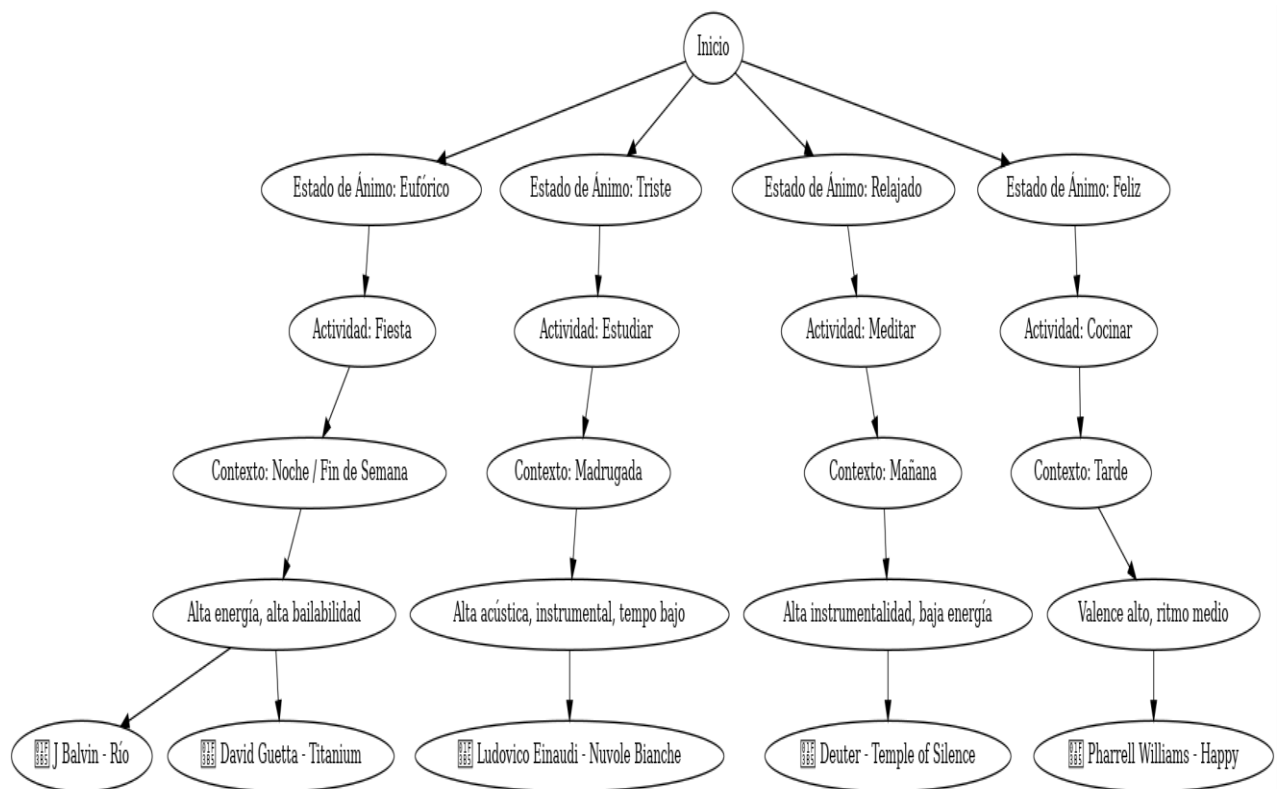 Inicio
Estado de Ánimo: Eufórico
Estado de Ánimo: Triste
Estado de Ánimo: Relajado
Estado de Ánimo: Feliz
Actividad: Fiesta
Actividad: Estudiar
Actividad: Meditar
Actividad: Cocinar
Contexto: Noche / Fin de Semana
Contexto: Madrugada
Contexto: Mañana
Contexto: Tarde
Alta energía, alta bailabilidad
Alta acústica, instrumental, tempo bajo
Alta instrumentalidad, baja energía
Valence alto, ritmo medio
J Balvin - Río
David Guetta - Titanium
Ludovico Einaudi - Nuvole Bianche
Deuter - Temple of Silence
Pharrell Williams - Happy